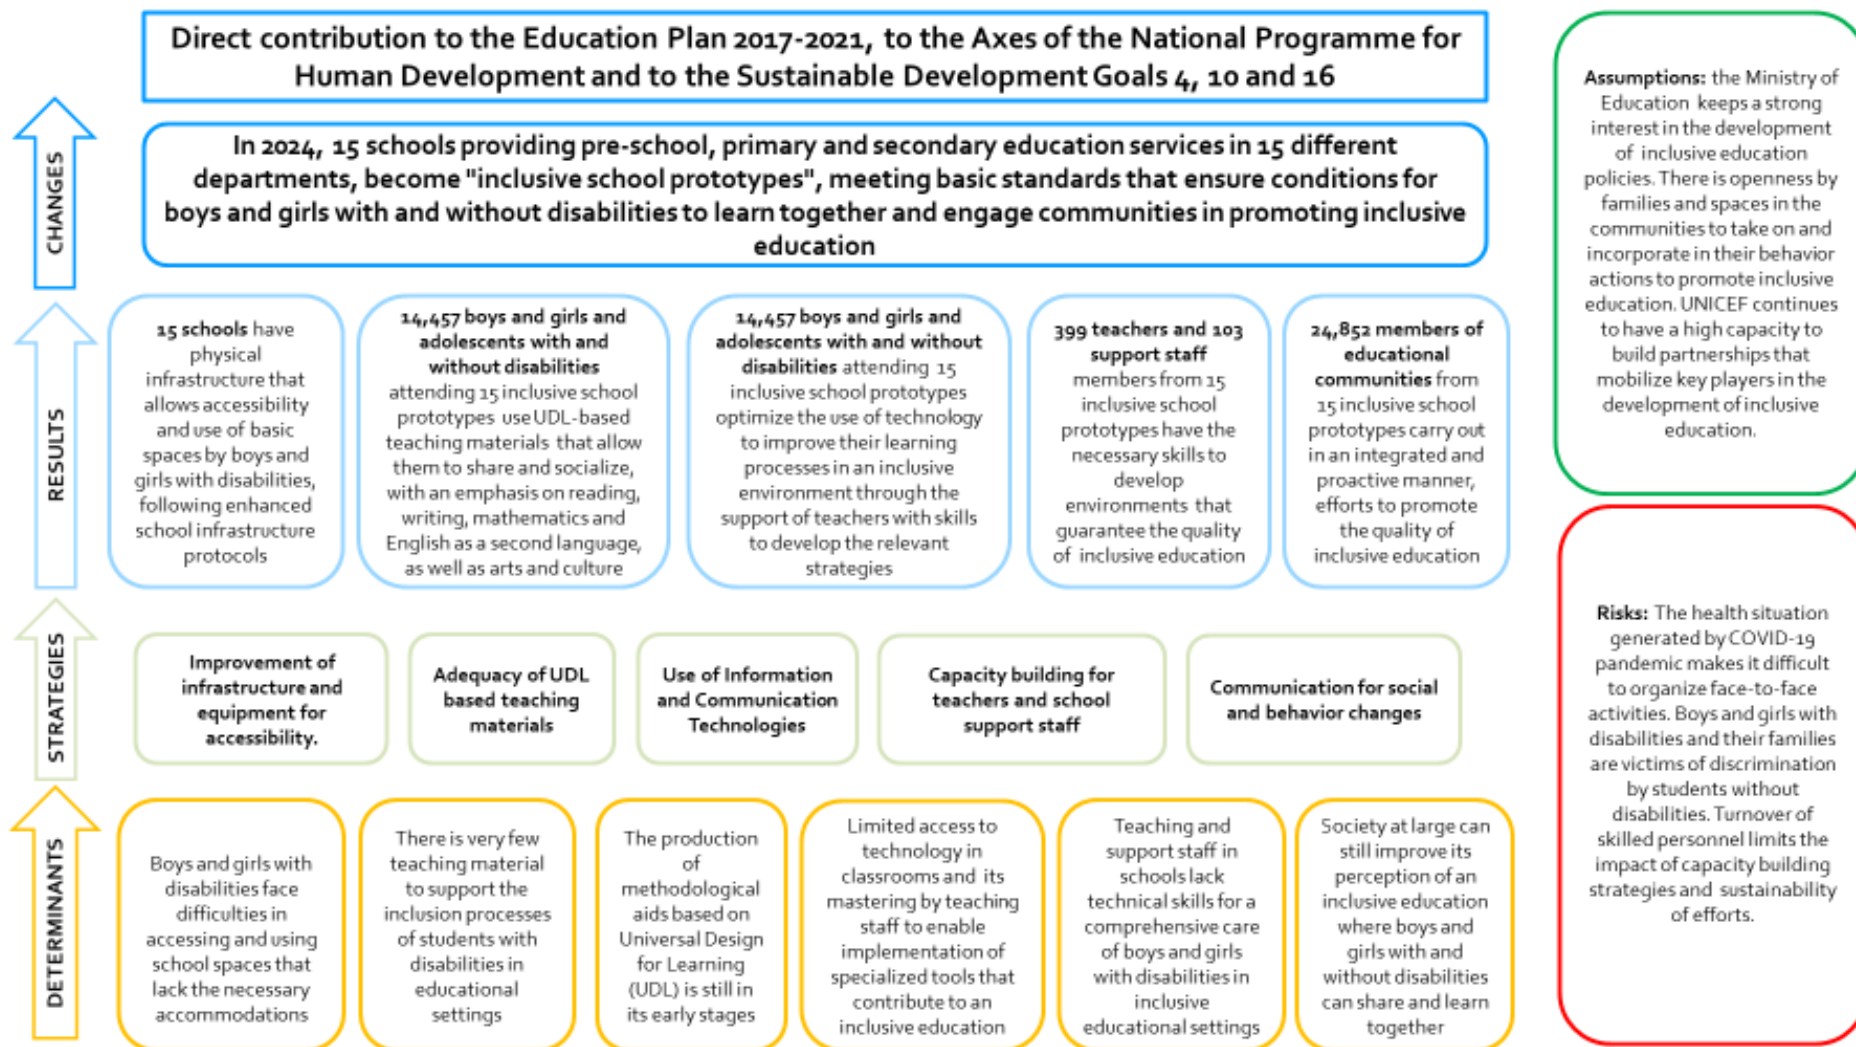 Direct contribution to the Education Plan 2017-2021, to the Axes of the National Programme for
Human Development and to the Sustainable Development Goals 4, 10 and 16
CHANGES
In 2024, 15 schools providing pre-school, primary and secondary education services in 15 different
departments, become "inclusive school prototypes", meeting basic standards that ensure conditions for
boys and girls with and without disabilities to learn together and engage communities in promoting inclusive
education
RESULTS
15 schools have
physical
infrastructure that
allows accessibility
and use of basic
spaces by boys and
girls with disabilities,
following enhanced
school infrastructure
protocols
14,457 boys and girls and
adolescents with and
without disabilities
attending 15 inclusive school
prototypes use UDL-based
teaching materials that allow
them to share and socialize,
with an emphasis on reading,
writing, mathematics and
English as a second language,
as well as arts and culture
14,457 boys and girls and
adolescents with and without
disabilities attending 15
inclusive school prototypes
optimize the use of technology
to improve their learning
processes in an inclusive
environment through the
support of teachers with skills
to develop the relevant
strategies
399 teachers and 103
support staff
members from 15
inclusive school
prototypes have the
necessary skills to
develop
environments that
guarantee the quality
of inclusive education
24,852 members of
educational
communities from
15 inclusive school
prototypes carry out
in an integrated and
proactive manner,
efforts to promote
the quality of
inclusive education
STRATEGIES
Improvement of
infrastructure and
equipment for
accessibility.
Adequacy of UDL
based teaching
materials
Use of Information
and Communication
Technologies
Capacity building for
teachers and school
support staff
Communication for social
and behavior changes
DETERMINANTS
Boys and girls with
disabilities face
difficulties in
accessing and using
school spaces that
lack the necessary
accommodations
There is very few
teaching material
to support the
inclusion processes
of students with
disabilities in
educational
settings
The production
of
methodological
aids based on
Universal Design
for Learning
(UDL) is still in
its early stages
Limited access to
technology in
classrooms and its
mastering by teaching
staff to enable
implementation of
specialized tools that
contribute to an
inclusive education
Teaching and
support staff in
schools lack
technical skills for a
comprehensive care
of boys and girls
with disabilities in
inclusive
educational settings
Society at large can
still improve its
perception of an
inclusive education
where boys and
girls with and
without disabilities
can share and learn
together
Assumptions: the Ministry of
Education keeps a strong
interest in the development
of inclusive education
policies. There is openness by
families and spaces in the
communities to take on and
incorporate in their behavior
actions to promote inclusive
education. UNICEF continues
to have a high capacity to
build partnerships that
mobilize key players in the
development of inclusive
education.
Risks: The health situation
generated by COVID-19
pandemic makes it difficult
to organize face-to-face
activities. Boys and girls with
disabilities and their families
are victims of discrimination
by students without
disabilities. Turnover of
skilled personnel limits the
impact of capacity building
strategies and sustainability
of efforts.